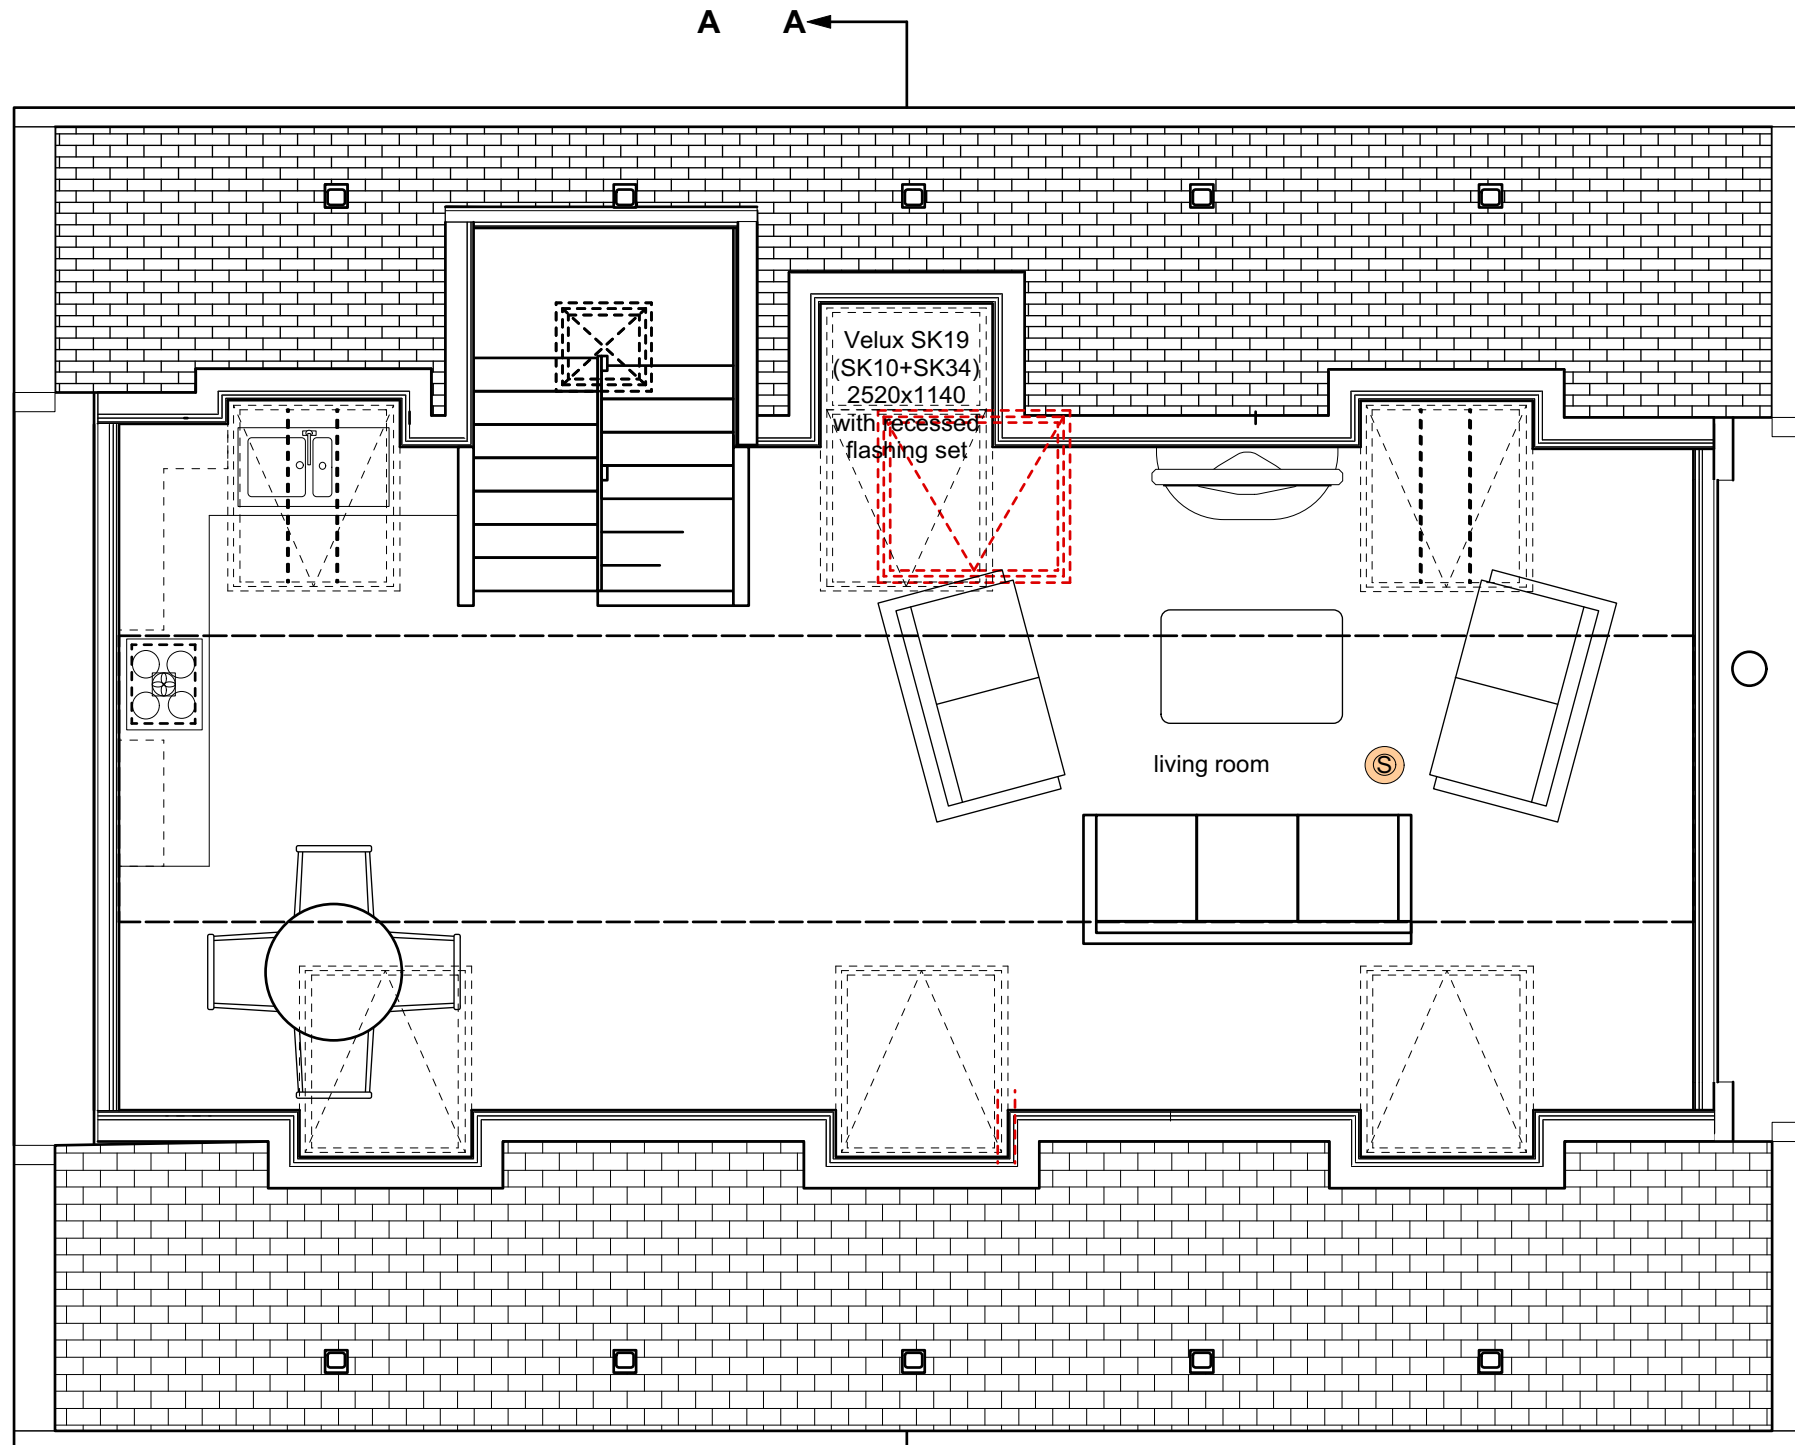 A A
Velux SK19
(SK10+SK34)
2520x1140
with recessed
flashing set
living room
S